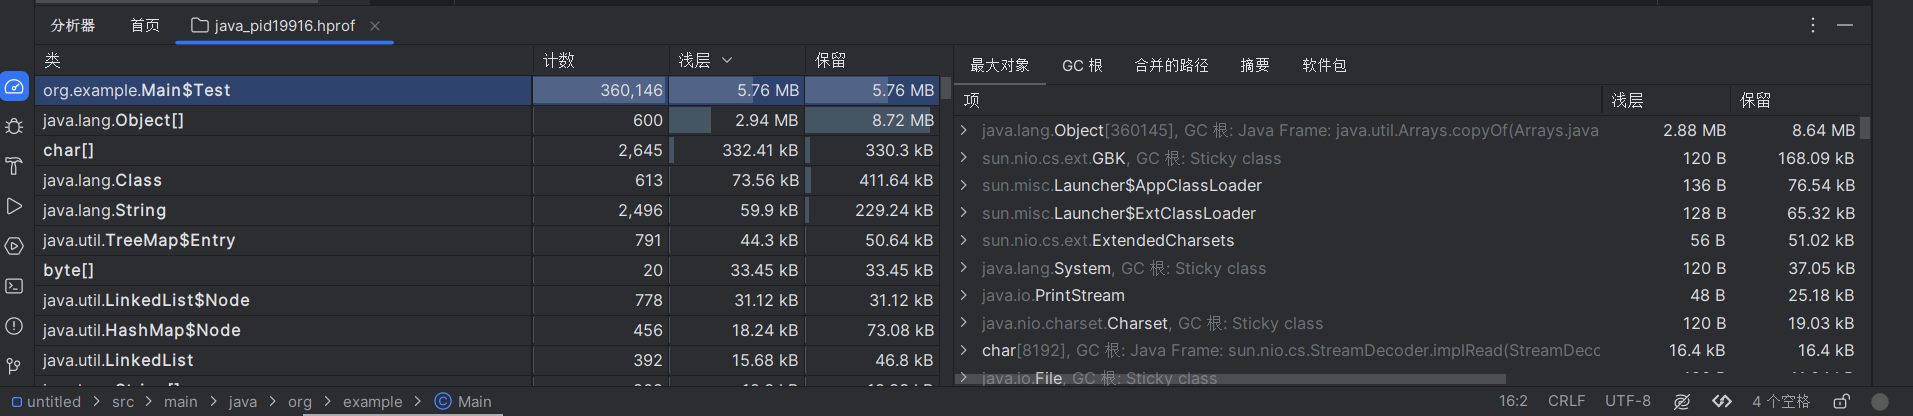 分析器 首页 java_pid19916.hprof
类 计数 浅层 保留
org.example.Main$Test 360,146 5.76 MB 5.76 MB
java.lang.Object[] 600 2.94 MB 8.72 MB
char[] 2,645 332.41 kB 330.3 kB
java.lang.Class 613 73.56 kB 411.64 kB
java.lang.String 2,496 59.9 kB 229.24 kB
java.util.TreeMap$Entry 791 44.3 kB 50.64 kB
byte[] 20 33.45 kB 33.45 kB
java.util.LinkedList$Node 778 31.12 kB 31.12 kB
java.util.HashMap$Node 456 18.24 kB 73.08 kB
java.util.LinkedList 392 15.68 kB 46.8 kB
最大对象 GC 根 合并的路径 摘要 软件包
项 浅层 保留
java.lang.Object[360145], GC 根: Java Frame: java.util.Arrays.copyOf(Arrays.java 2.88 MB 8.64 MB
sun.nio.cs.ext.GBK, GC 根: Sticky class 120 B 168.09 kB
sun.misc.Launcher$AppClassLoader 136 B 76.54 kB
sun.misc.Launcher$ExtClassLoader 128 B 65.32 kB
sun.nio.cs.ext.ExtendedCharsets 56 B 51.02 kB
java.lang.System, GC 根: Sticky class 120 B 37.05 kB
java.io.PrintStream 48 B 25.18 kB
java.nio.charset.Charset, GC 根: Sticky class 120 B 19.03 kB
char[8192], GC 根: Java Frame: sun.nio.cs.StreamDecoder.implRead(StreamDecc 16.4 kB 16.4 kB
java.io.File, GC 根: Sticky class
untitled > src > main > java > org > example > Main 16:2 CRLF UTF-8 4 个空格